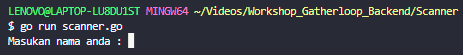 LENOVO@LAPTOP-LU8DU1ST MINGW64 ~/Videos/Workshop_Gatherloop_Backend/Scanner
$ go run scanner.go
Masukan nama anda :